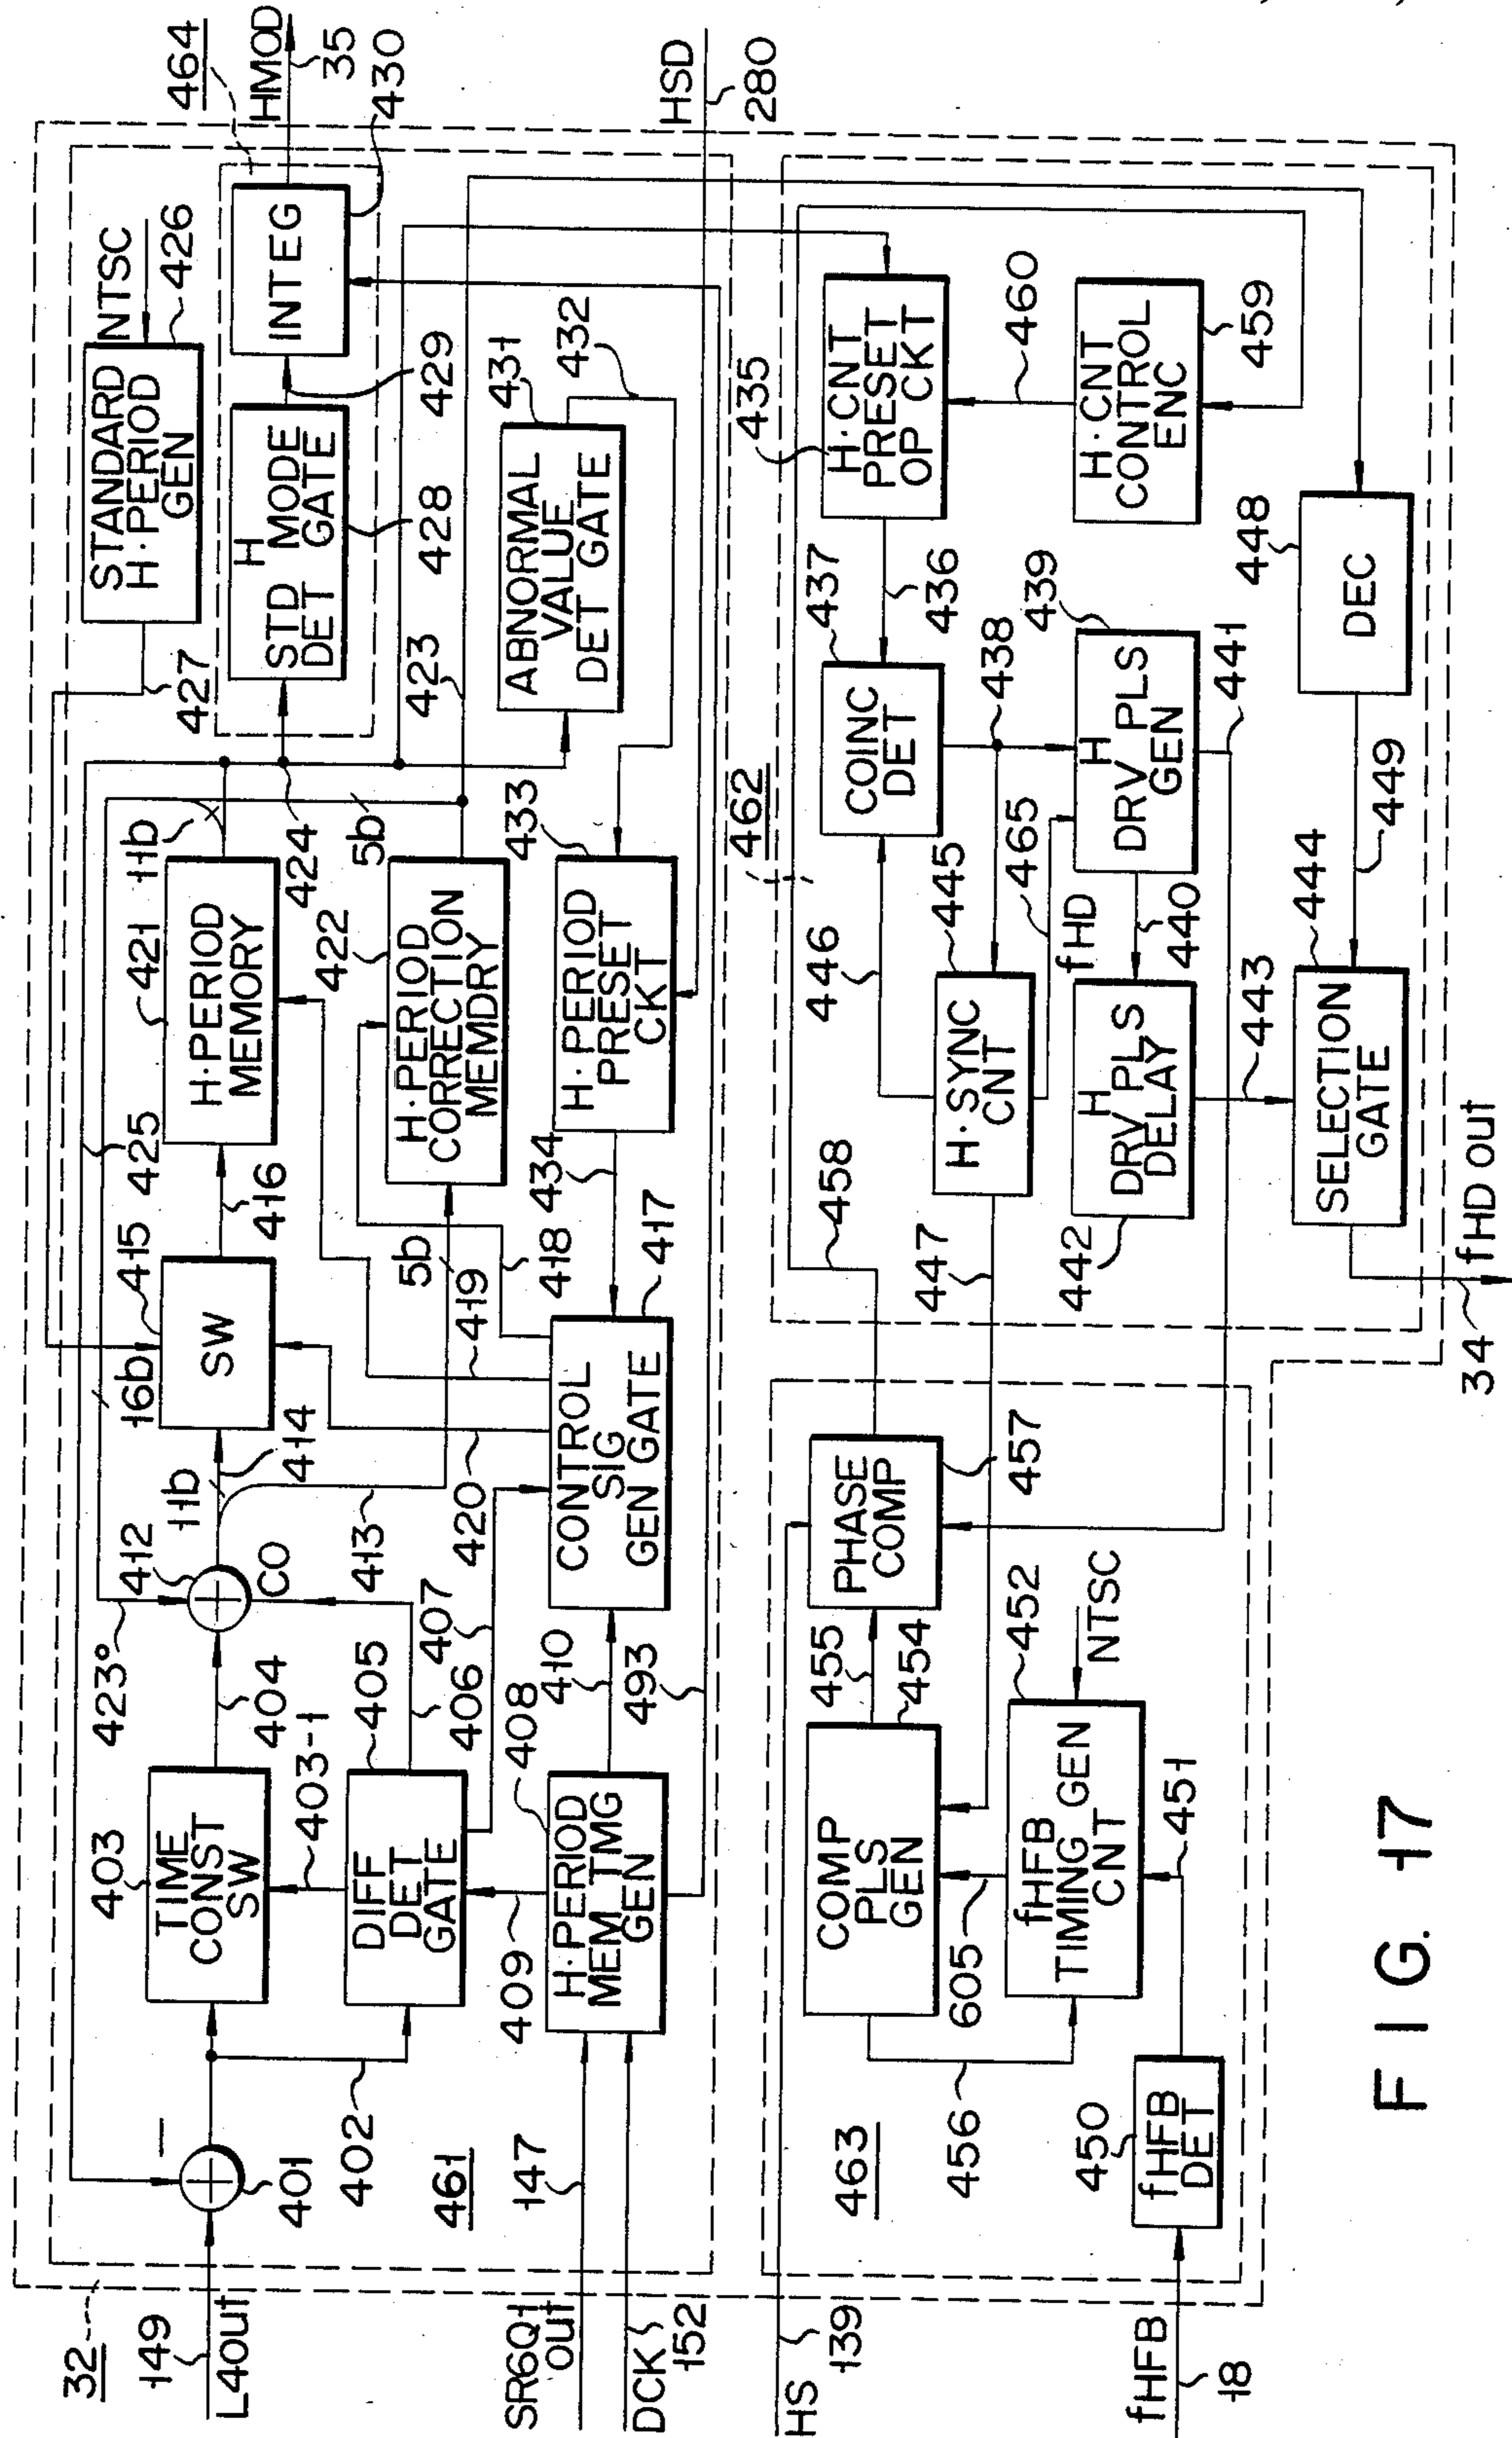 32
149
L4out
401
402
461
TIME
CONST
SW
403
403-1
404
DIFF
DET
GATE
405
406
407
423°
412
CO
11b
414
413
16b
415
SW
416
420
425
421
H·PERIOD
MEMORY
11b
424
427
STANDARD
H·PERIOD
GEN
NTSC
426
STD H MODE
DET GATE
428
429
INTEG
430
464
HMOD
35
422
H·PERIOD
CORRECTION
MEMDRY
5b
5b
423
418
419
147
SR6Q1
out
DCK
152
409
H·PERIOD
MEM TMG
GEN
408
410
493
CONTROL
SIG
GEN GATE
417
434
H·PERIOD
PRESET
CKT
433
ABNORMAL
VALUE
DET GATE
431
432
HSD
280
HS
139
fHFB
18
463
450
fHFB
DET
451
456
605
COMP
PLS
GEN
454
455
fHFB
TIMING GEN
CNT
452
NTSC
PHASE
COMP
457
458
462
447
446
H·SYNC
CNT
445
465
fHD
COINC
DET
437
436
438
435
H·CNT
PRESET
OP CKT
460
H·CNT
CONTROL
ENC
459
H
DRV PLS
GEN
439
440
441
H
DRV PLS
DELAY
442
443
SELECTION
GATE
444
449
DEC
448
34
fHD out
FIG. 17